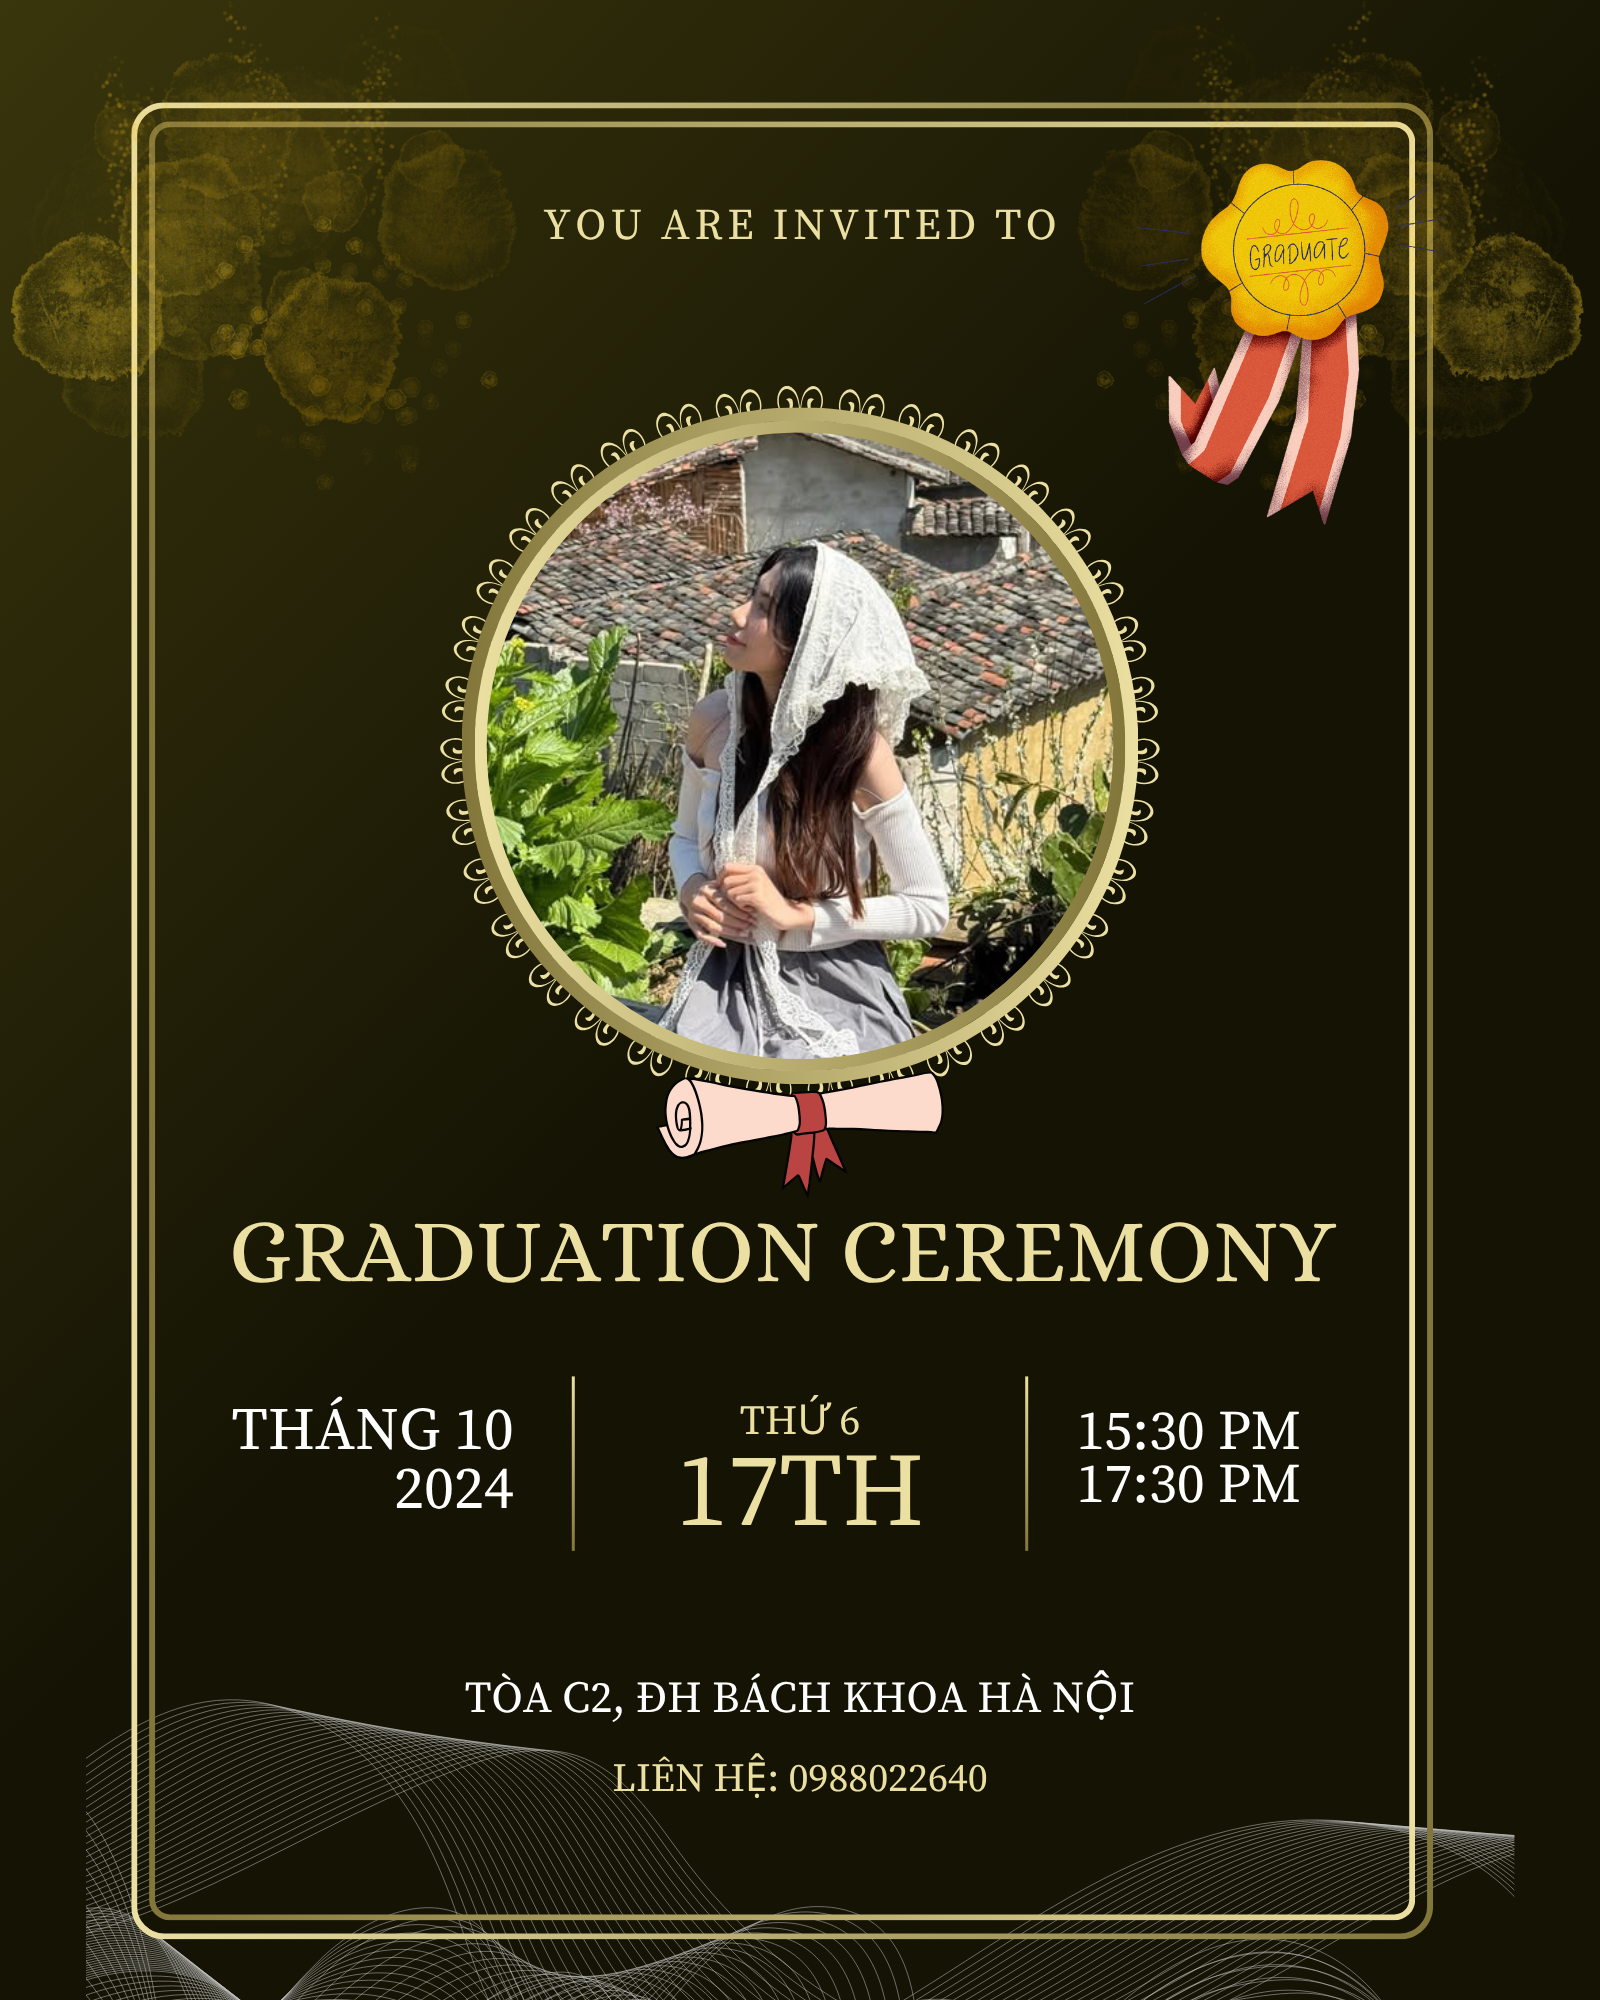 YOU ARE INVITED TO
GRADUATE
GRADUATION CEREMONY
THÁNG 10
2024
THỨ 6
17TH
15:30 PM
17:30 PM
TÒA C2, ĐH BÁCH KHOA HÀ NỘI
LIÊN HỆ: 0988022640